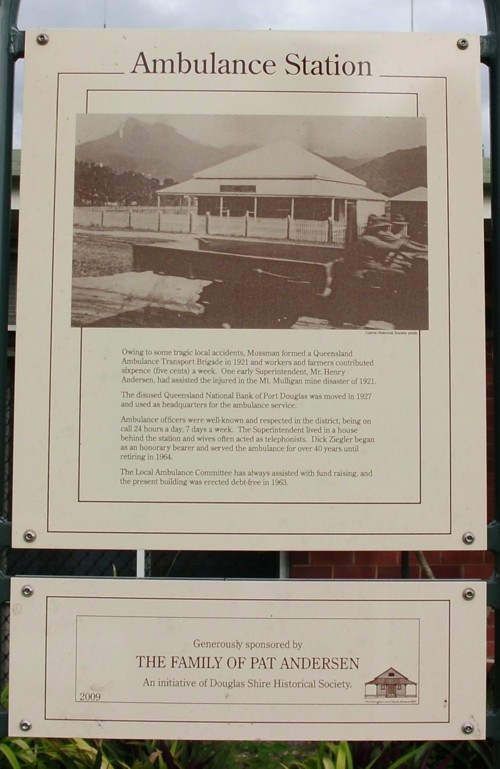 Ambulance Station
Owing to some tragic local accidents, Mossman formed a Queensland
Ambulance Transport Brigade in 1921 and workers and farmers contributed
sixpence (five cents) a week. One early Superintendent, Mr. Henry
Andersen, had assisted the injured in the Mt. Mulligan mine disaster of 1921.
The disused Queensland National Bank of Port Douglas was moved in 1927
and used as headquarters for the ambulance service.
Ambulance officers were well-known and respected in the district, being on
call 24 hours a day, 7 days a week. The Superintendent lived in a house
behind the station and wives often acted as telephonists. Dick Ziegler began
as an honorary bearer and served the ambulance for over 40 years until
retiring in 1964.
The Local Ambulance Committee has always assisted with fund raising, and
the present building was erected debt-free in 1963.
Generously sponsored by
THE FAMILY OF PAT ANDERSEN
An initiative of Douglas Shire Historical Society.
2009